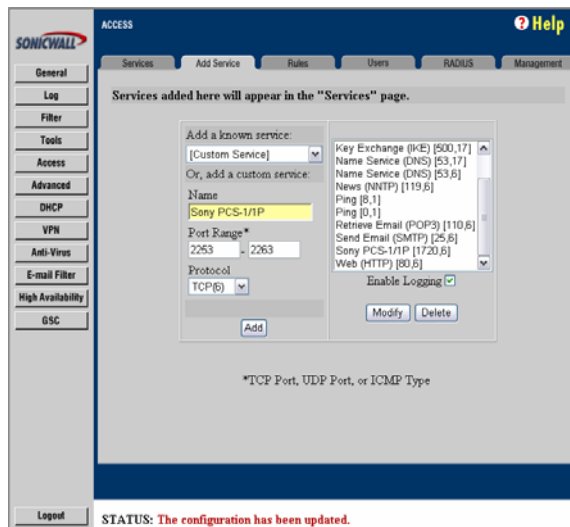 ACCESS
? Help
SONICWALL
Services
Add Service
Rules
Users
RADIUS
Management
General
Log
Filter
Tools
Access
Advanced
DHCP
VPN
Anti-Virus
E-mail Filter
High Availability
GSC
Logout
Services added here will appear in the "Services" page.
Add a known service:
[Custom Service]
Or, add a custom service:
Name
Sony PCS-1/1P
Port Range*
2253 - 2263
Protocol
TCP(6)
Add
Key Exchange (IKE) [500,17]
Name Service (DNS) [53,17]
Name Service (DNS) [53,6]
News (NNTP) [119,6]
Ping [8,1]
Ping [0,1]
Retrieve Email (POP3) [110,6]
Send Email (SMTP) [25,6]
Sony PCS-1/1P [1720,6]
Web (HTTP) [80,6]
Enable Logging
Modify
Delete
*TCP Port, UDP Port, or ICMP Type
STATUS: The configuration has been updated.